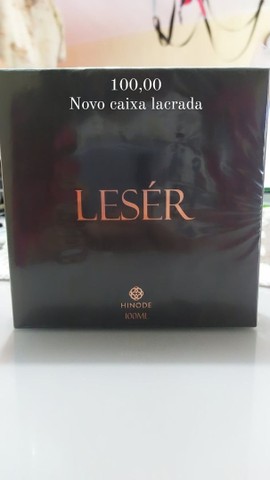 100,00
Novo caixa lacrada
LESÉR
HINODE
100ML